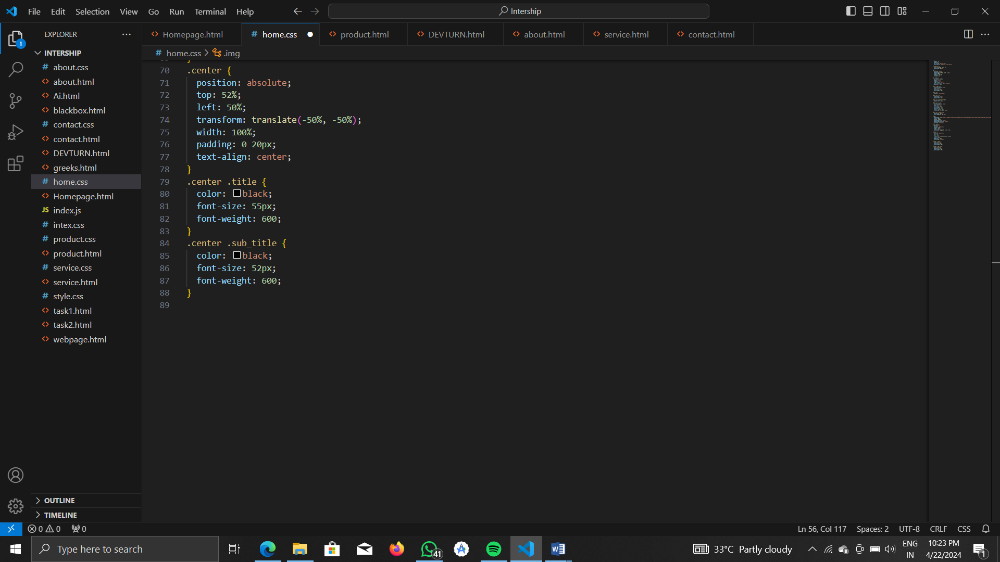 File Edit Selection View Go Run Terminal Help
Intership
EXPLORER
Homepage.html
home.css
product.html
DEVTURN.html
about.html
service.html
contact.html
1
INTERSHIP
home.css > .img
about.css
about.html
Ai.html
blackbox.html
contact.css
contact.html
DEVTURN.html
greeks.html
home.css
Homepage.html
index.js
intex.css
product.css
product.html
service.css
service.html
style.css
task1.html
task2.html
webpage.html
OUTLINE
TIMELINE
70 .center {
71 position: absolute;
72 top: 52%;
73 left: 50%;
74 transform: translate(-50%, -50%);
75 width: 100%;
76 padding: 0 20px;
77 text-align: center;
78 }
79 .center .title {
80 color: black;
81 font-size: 55px;
82 font-weight: 600;
83 }
84 .center .sub_title {
85 color: black;
86 font-size: 52px;
87 font-weight: 600;
88 }
89
0 0 0
Ln 56, Col 117 Spaces: 2 UTF-8 CRLF CSS
Type here to search
41
33°C Partly cloudy
ENG
IN
10:23 PM
4/22/2024
1